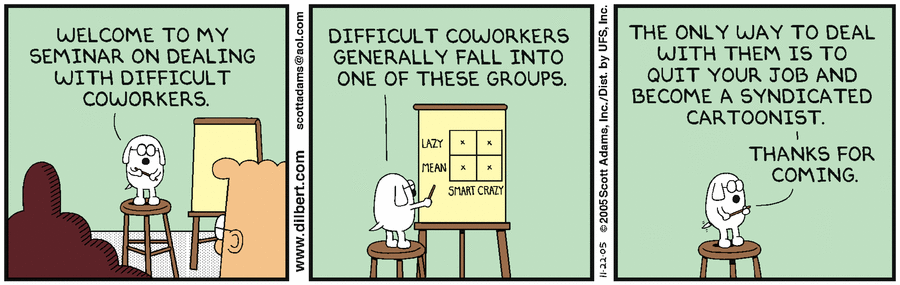 WELCOME TO MY
SEMINAR ON DEALING
WITH DIFFICULT
COWORKERS.
www.dilbert.com
scottadams@aol.com
DIFFICULT COWORKERS
GENERALLY FALL INTO
ONE OF THESE GROUPS.
LAZY
x x
MEAN
x x
SMART CRAZY
11-22-05 © 2005 Scott Adams, Inc./Dist. by UFS, Inc.
THE ONLY WAY TO DEAL
WITH THEM IS TO
QUIT YOUR JOB AND
BECOME A SYNDICATED
CARTOONIST.
THANKS FOR
COMING.